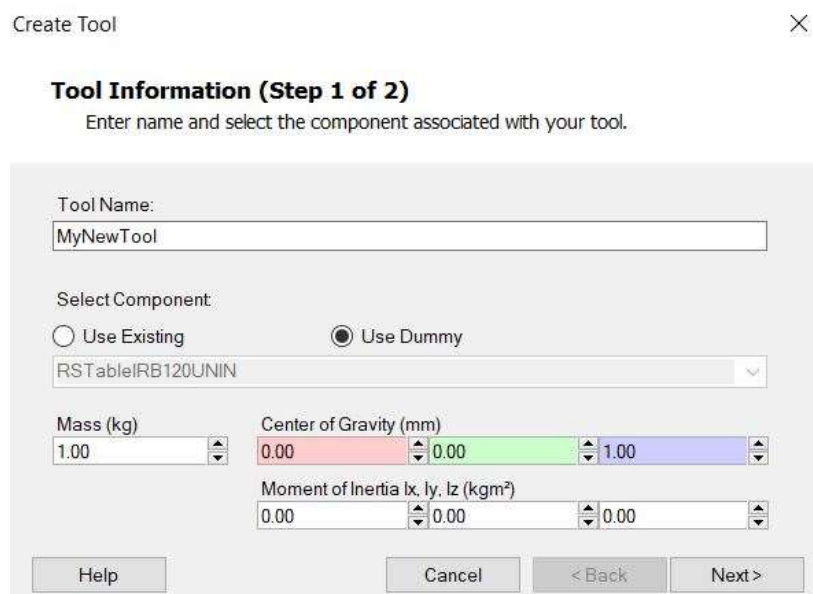 Create Tool
Tool Information (Step 1 of 2)
Enter name and select the component associated with your tool.
Tool Name:
MyNewTool
Select Component:
Use Existing Use Dummy
RSTableIRB120UNIN
Mass (kg) Center of Gravity (mm)
1.00 0.00 0.00 1.00
Moment of Inertia Ix, Iy, Iz (kgm²)
0.00 0.00 0.00
Help Cancel < Back Next >